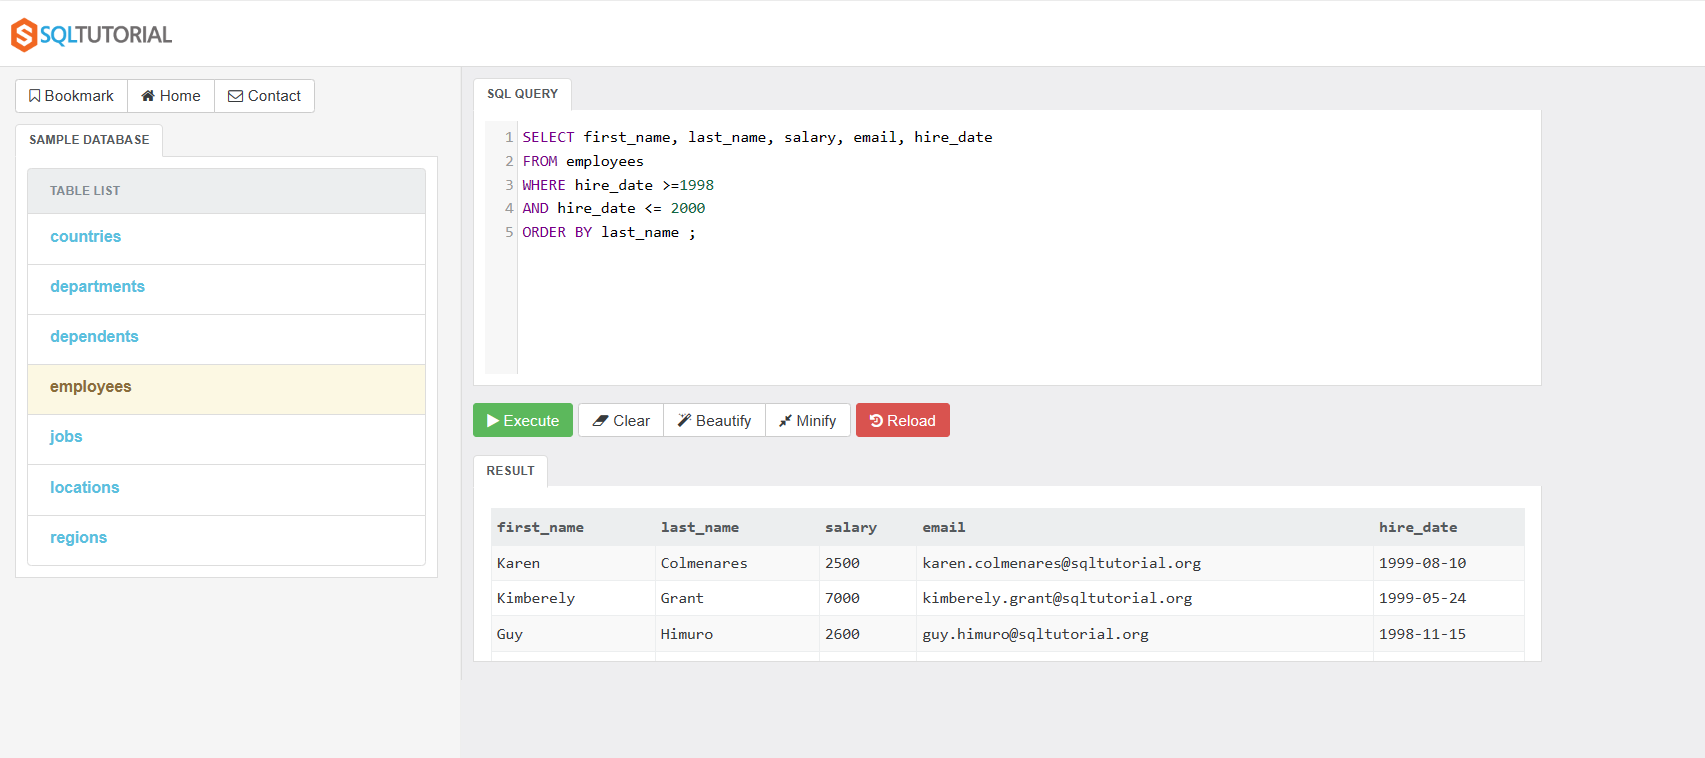 SQLTUTORIAL
Bookmark Home Contact
SAMPLE DATABASE
TABLE LIST
countries
departments
dependents
employees
jobs
locations
regions
SQL QUERY
1 SELECT first_name, last_name, salary, email, hire_date
2 FROM employees
3 WHERE hire_date >=1998
4 AND hire_date <= 2000
5 ORDER BY last_name ;
Execute Clear Beautify Minify Reload
RESULT
first_name last_name salary email hire_date
Karen Colmenares 2500 karen.colmenares@sqltutorial.org 1999-08-10
Kimberely Grant 7000 kimberely.grant@sqltutorial.org 1999-05-24
Guy Himuro 2600 guy.himuro@sqltutorial.org 1998-11-15